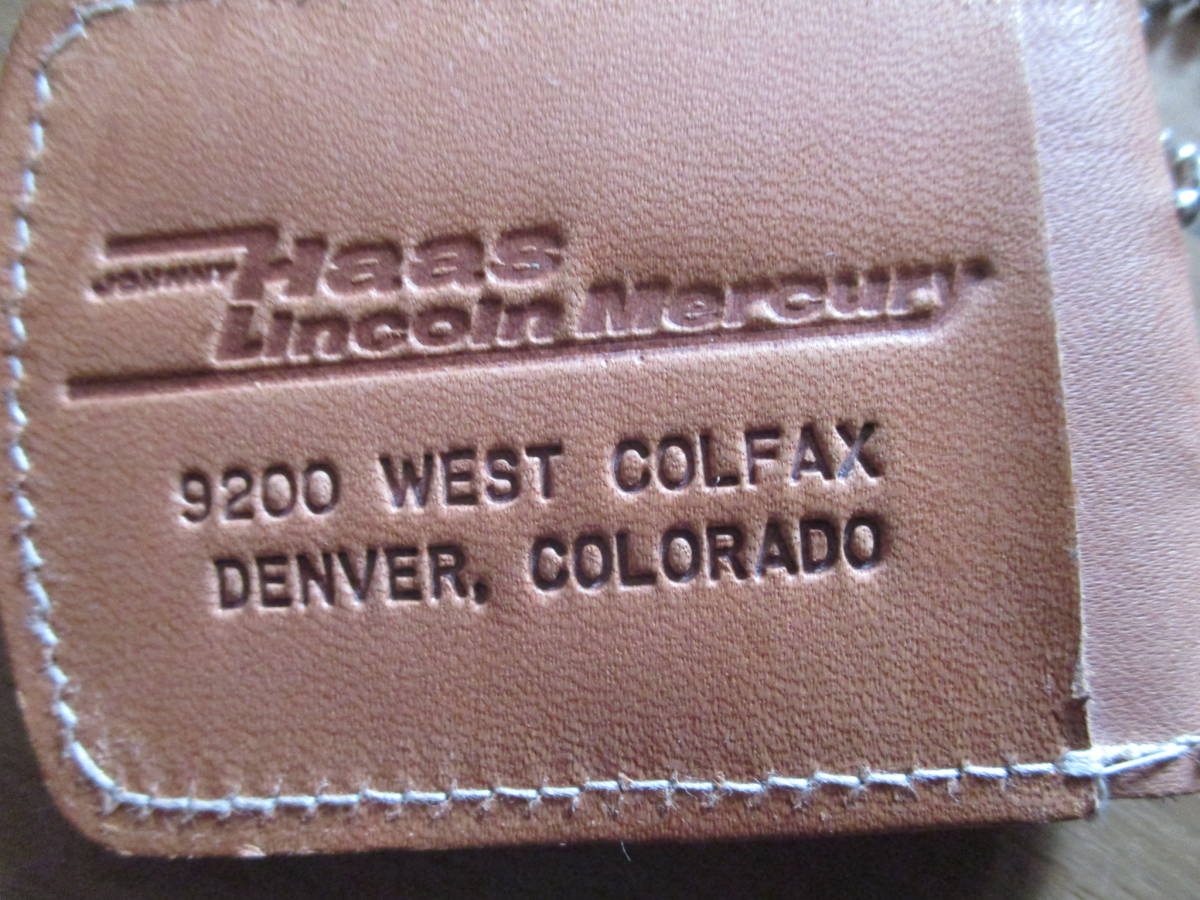 JOHNNY Haas
Lincoln Mercury
9200 WEST COLFAX
DENVER, COLORADO